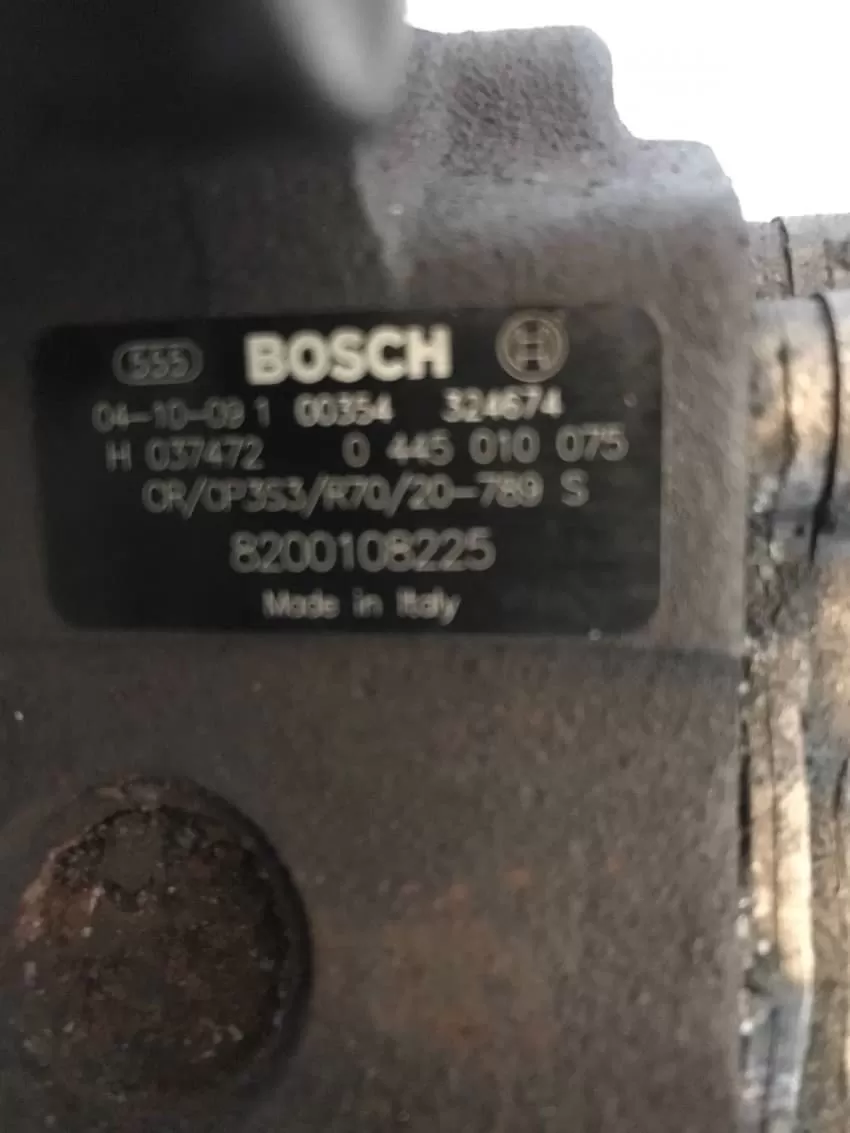 555 BOSCH
04-10-09 1 00354 324674
H 037472 0 445 010 075
CR/CP3S3/R70/20-789 S
8200108225
Made in Italy